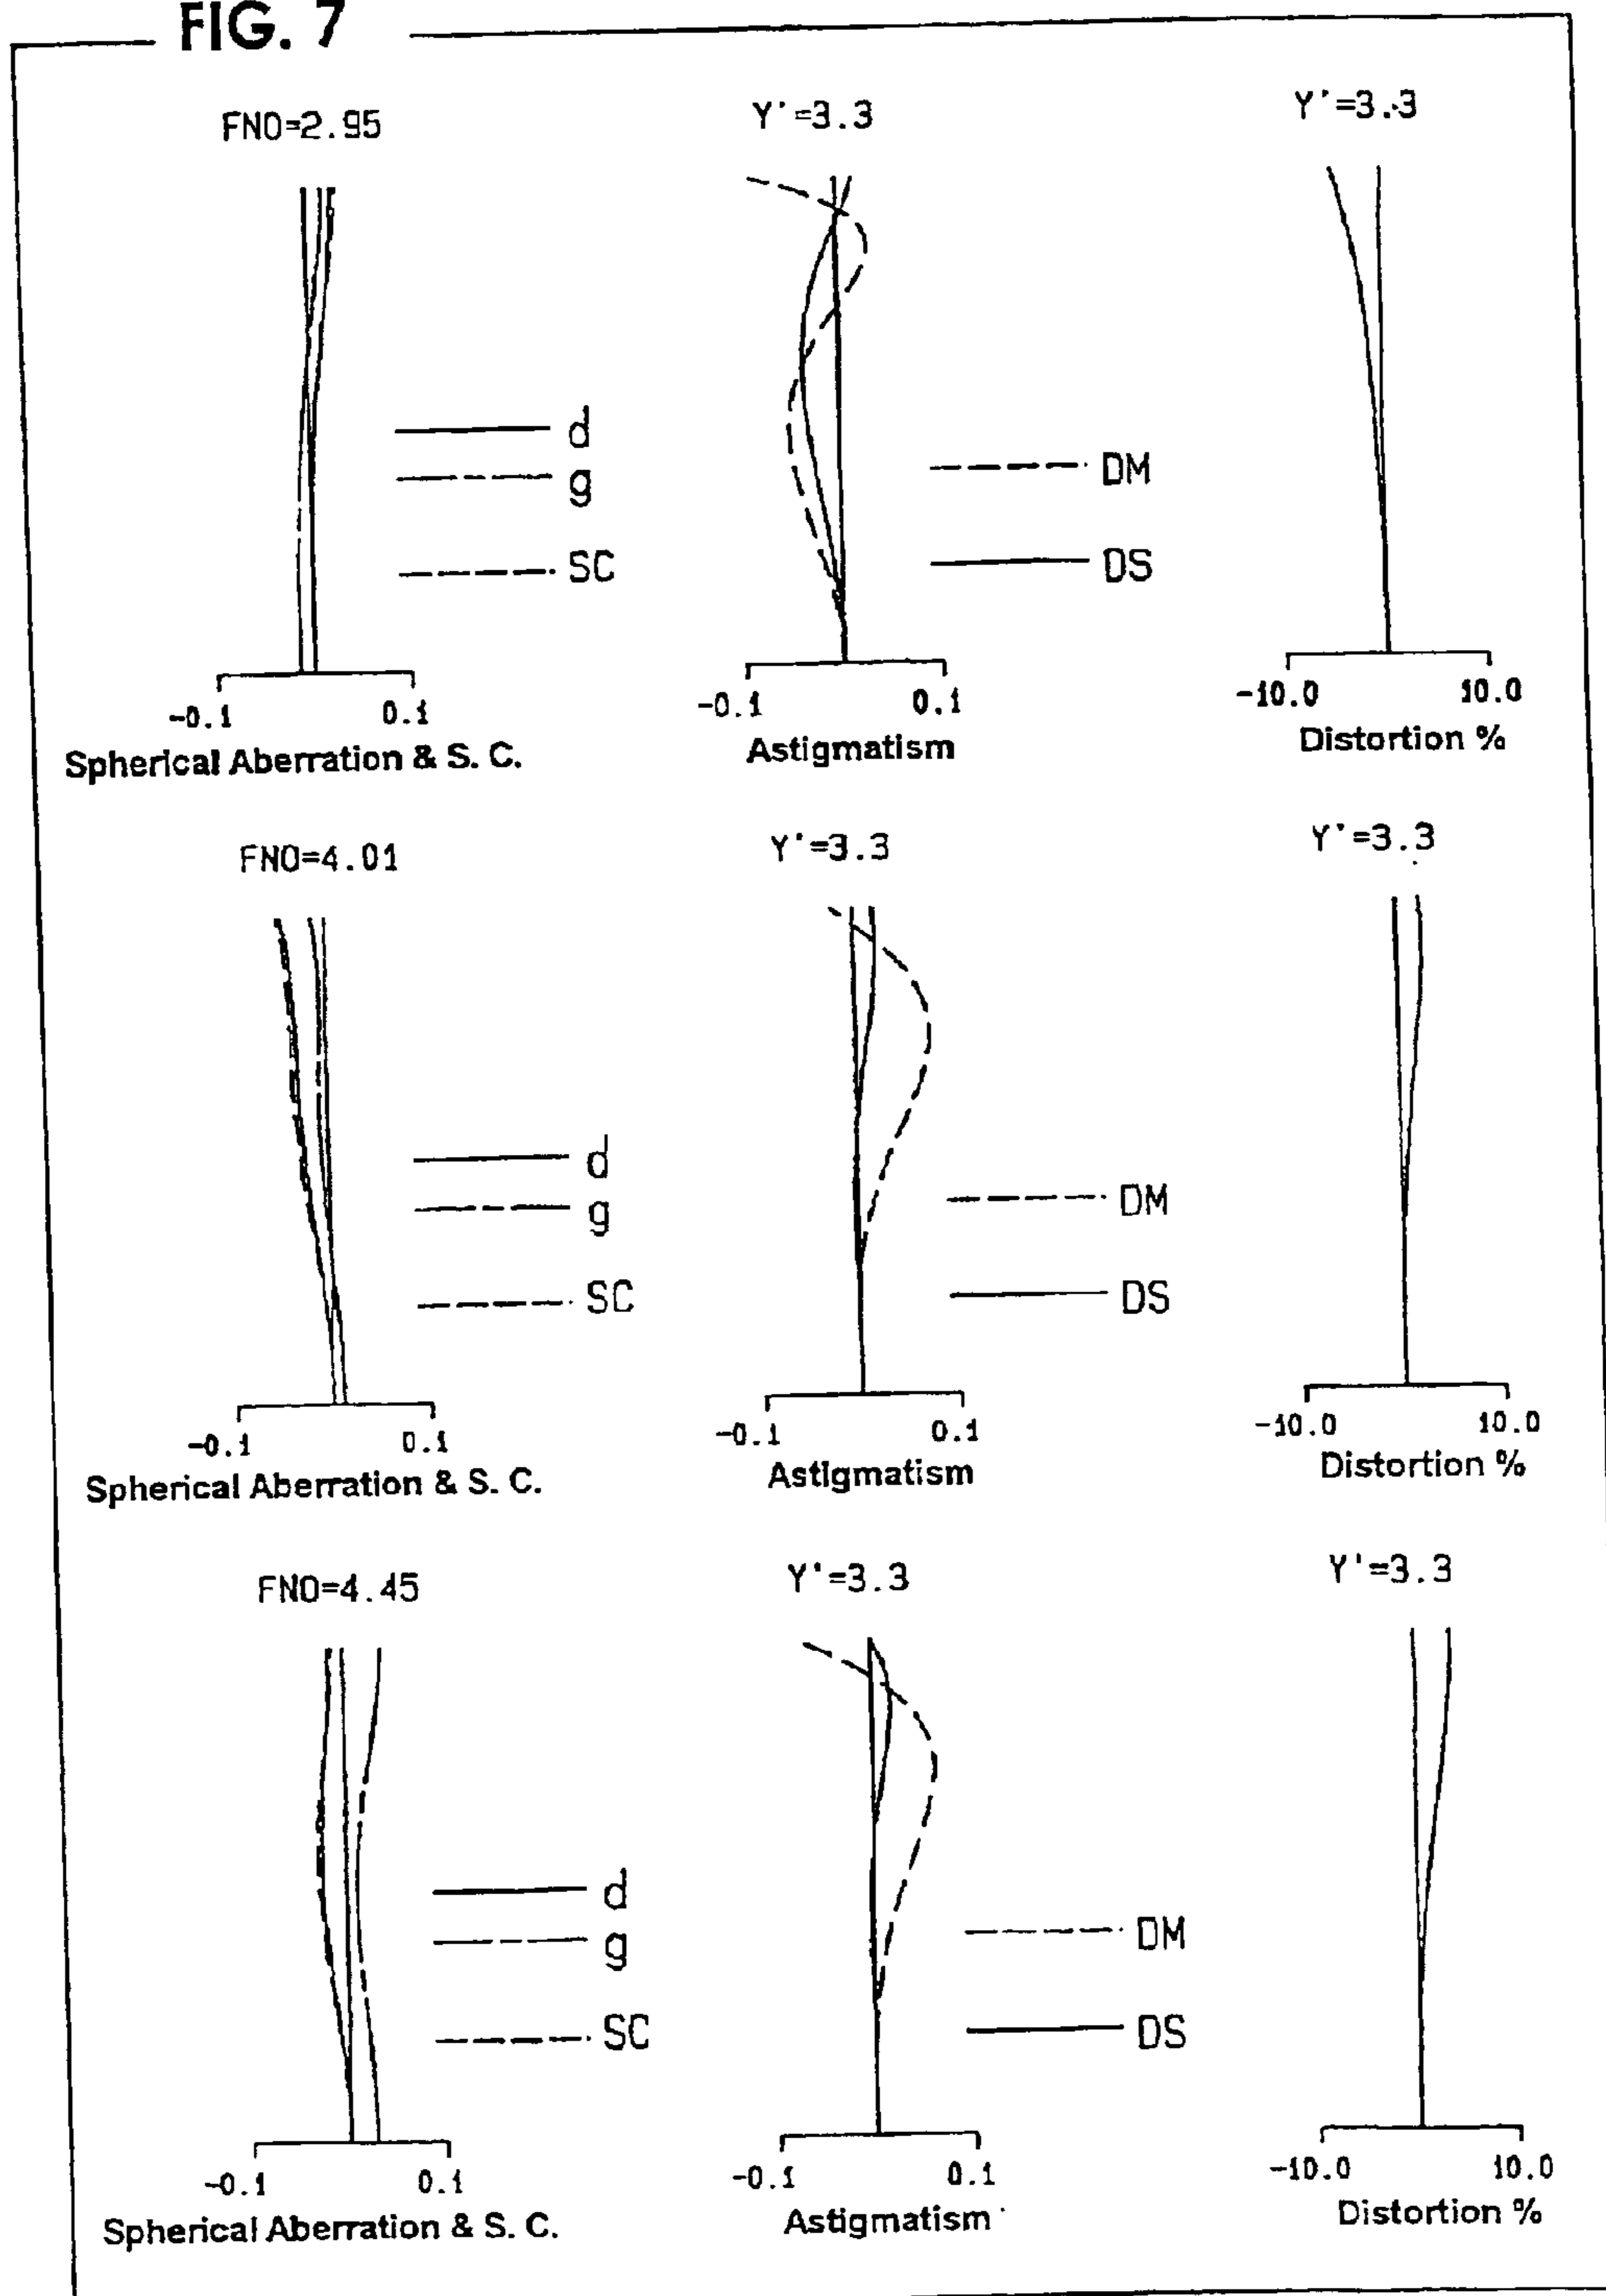 FIG. 7
FNO=2.95
Y'=3.3
Y'=3.3
d
g
SC
DM
DS
-0.1 0.1
Spherical Aberration & S. C.
-0.1 0.1
Astigmatism
-10.0 10.0
Distortion %
FNO=4.01
Y'=3.3
Y'=3.3
d
g
SC
DM
DS
-0.1 0.1
Spherical Aberration & S. C.
-0.1 0.1
Astigmatism
-10.0 10.0
Distortion %
FNO=4.45
Y'=3.3
Y'=3.3
d
g
SC
DM
DS
-0.1 0.1
Spherical Aberration & S. C.
-0.1 0.1
Astigmatism
-10.0 10.0
Distortion %